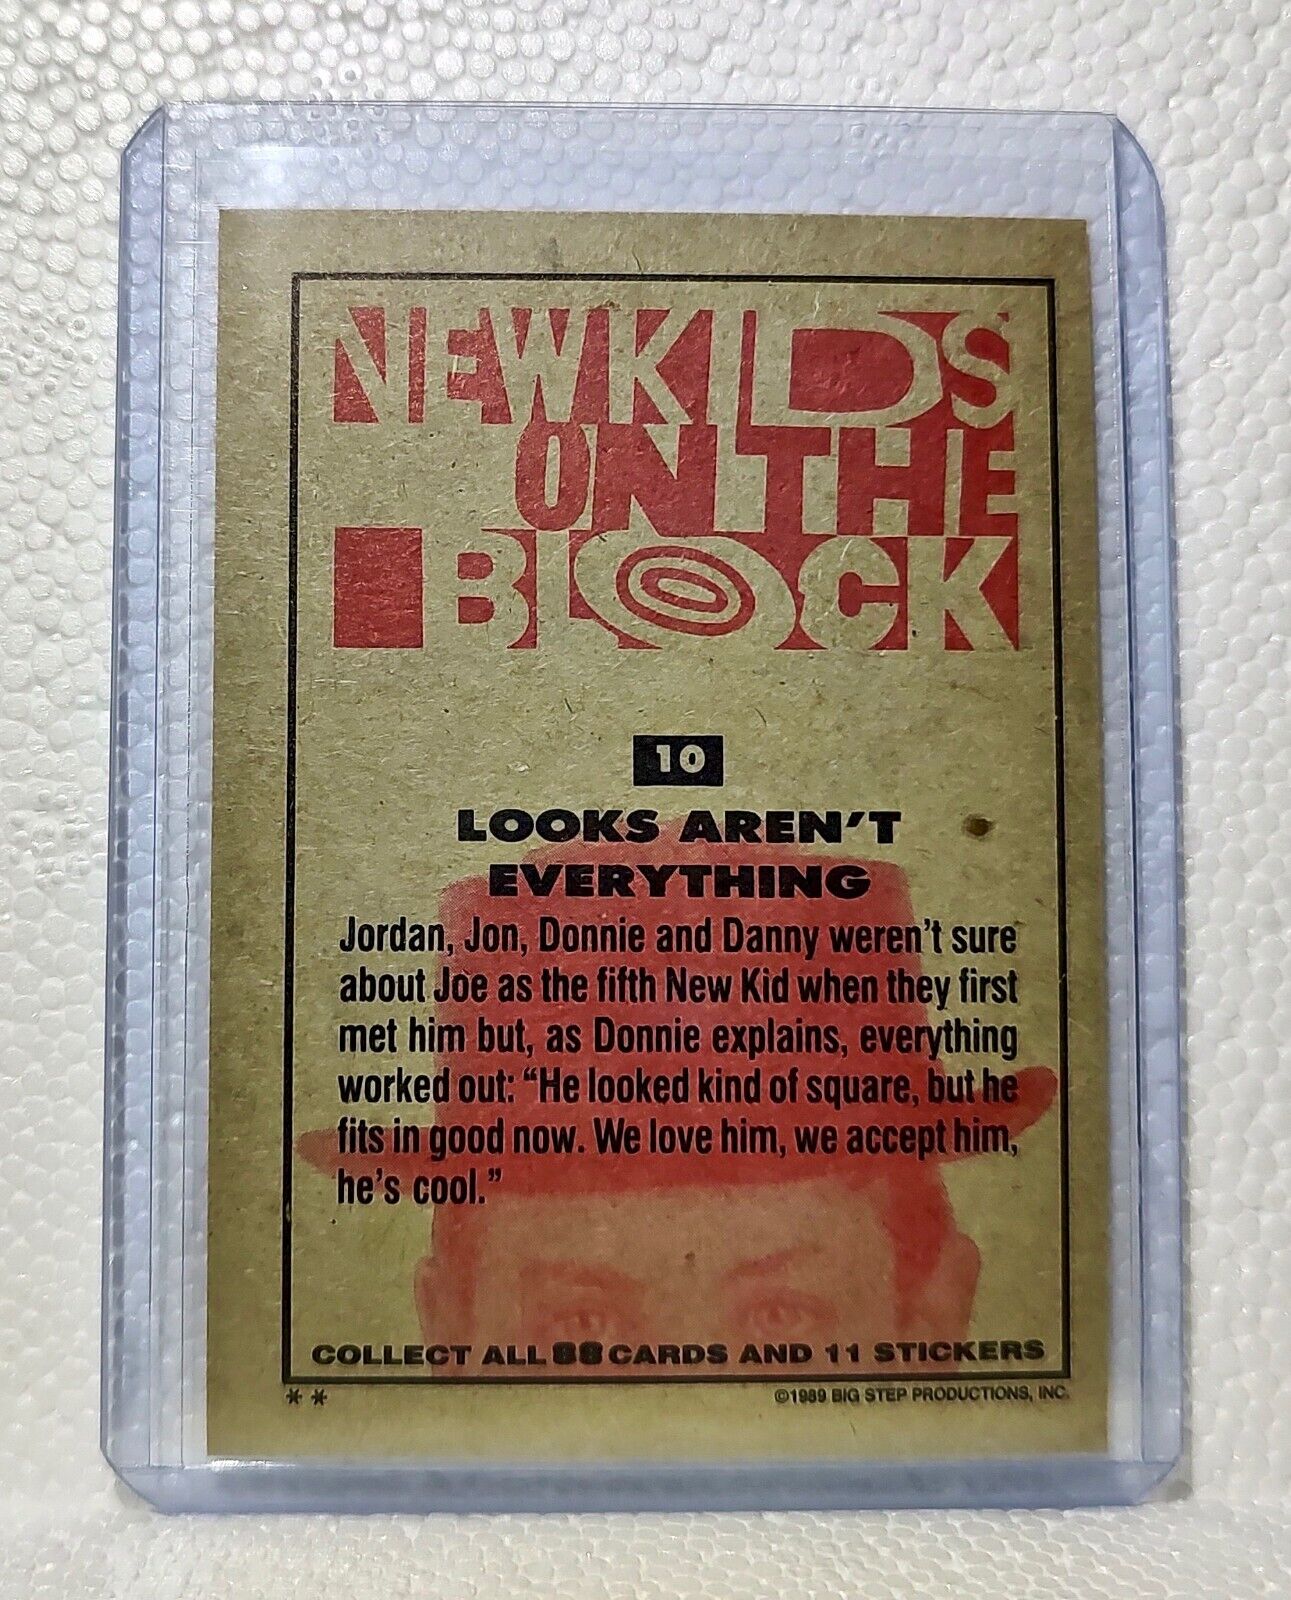 NEW KIDS
ON THE
BLOCK
10
LOOKS AREN'T
EVERYTHING
Jordan, Jon, Donnie and Danny weren't sure
about Joe as the fifth New Kid when they first
met him but, as Donnie explains, everything
worked out: “He looked kind of square, but he
fits in good now. We love him, we accept him,
he's cool.”
COLLECT ALL 88 CARDS AND 11 STICKERS
* * ©1989 BIG STEP PRODUCTIONS, INC.